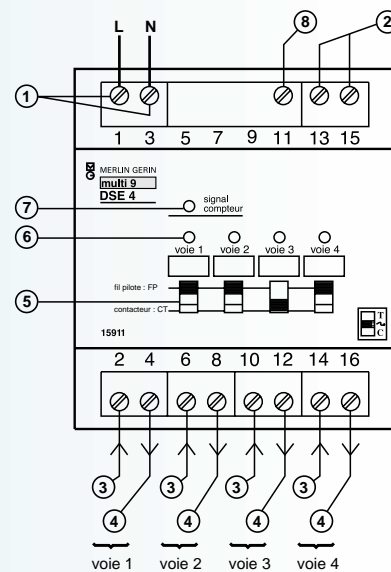 L N
8 2
1
1 3 5 7 9 11 13 15
MERLIN GERIN
multi 9
DSE 4
7
signal
compteur
6
voie 1 voie 2 voie 3 voie 4
fil pilote : FP
5
contacteur : CT
15911
T
C
2 4 6 8 10 12 14 16
3 3 3 3
4 4 4 4
voie 1 voie 2 voie 3 voie 4